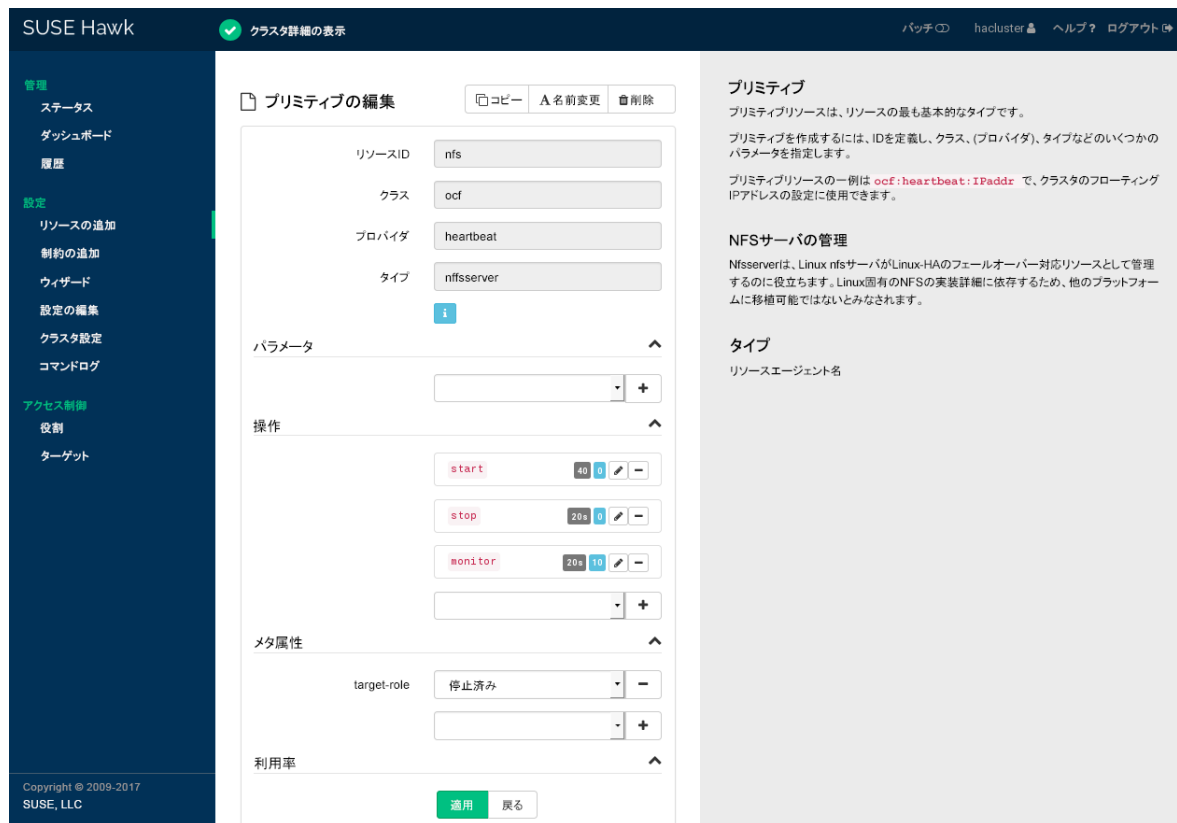 SUSE Hawk
クラスタ詳細の表示
バッチ
hacluster
ヘルプ ?
ログアウト
管理
ステータス
ダッシュボード
履歴
設定
リソースの追加
制約の追加
ウィザード
設定の編集
クラスタ設定
コマンドログ
アクセス制御
役割
ターゲット
Copyright © 2009-2017
SUSE, LLC
プリミティブの編集
コピー
A 名前変更
削除
リソースID
nfs
クラス
ocf
プロバイダ
heartbeat
タイプ
nffsserver
i
パラメータ
操作
start 40 0
stop 20s 0
monitor 20s 10
メタ属性
target-role 停止済み
利用率
適用
戻る
プリミティブ
プリミティブリソースは、リソースの最も基本的なタイプです。
プリミティブを作成するには、IDを定義し、クラス、(プロバイダ)、タイプなどのいくつかの
パラメータを指定します。
プリミティブリソースの一例は ocf:heartbeat:IPaddr で、クラスタのフローティング
IPアドレスの設定に使用できます。
NFSサーバの管理
Nfsserverは、Linux nfsサーバがLinux-HAのフェールオーバー対応リソースとして管理
するのに役立ちます。Linux固有のNFSの実装詳細に依存するため、他のプラットフォー
ムに移植可能ではないとみなされます。
タイプ
リソースエージェント名